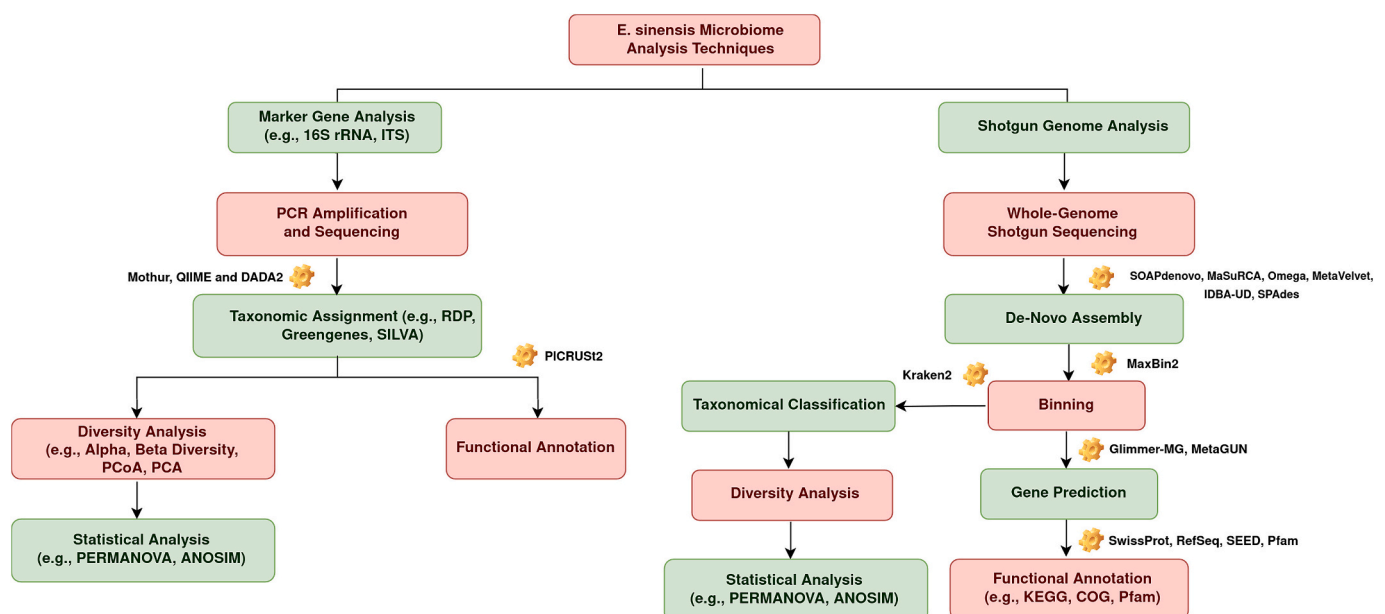 E. sinensis Microbiome
Analysis Techniques
Marker Gene Analysis
(e.g., 16S rRNA, ITS)
Shotgun Genome Analysis
PCR Amplification
and Sequencing
Whole-Genome
Shotgun Sequencing
Mothur, QIIME and DADA2
SOAPdenovo, MaSuRCA, Omega, MetaVelvet,
IDBA-UD, SPAdes
Taxonomic Assignment (e.g., RDP,
Greengenes, SILVA)
De-Novo Assembly
PICRUSt2
MaxBin2
Kraken2
Taxonomical Classification
Binning
Diversity Analysis
(e.g., Alpha, Beta Diversity,
PCoA, PCA
Functional Annotation
Glimmer-MG, MetaGUN
Diversity Analysis
Gene Prediction
Statistical Analysis
(e.g., PERMANOVA, ANOSIM)
SwissProt, RefSeq, SEED, Pfam
Statistical Analysis
(e.g., PERMANOVA, ANOSIM)
Functional Annotation
(e.g., KEGG, COG, Pfam)